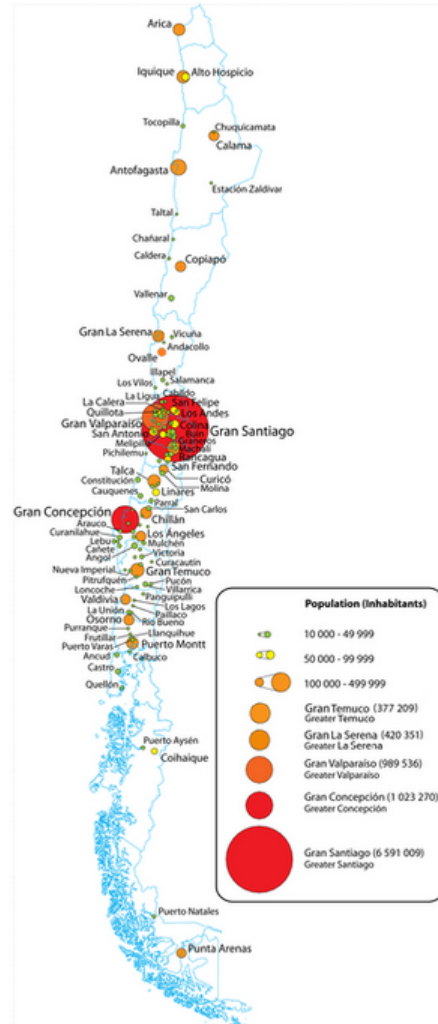 Arica
Iquique
Alto Hospicio
Tocopilla
Chuquicamata
Calama
Antofagasta
Estación Zaldívar
Taltal
Chañaral
Caldera
Copiapó
Vallenar
Gran La Serena
Vicuña
Andacollo
Ovalle
Illapel
Los Vilos
Salamanca
La Ligua
Cabildo
La Calera
San Felipe
Quillota
Los Andes
Gran Valparaíso
Colina
San Antonio
Buin
Gran Santiago
Melipilla
Graneros
Machalí
Pichilemu
Rancagua
San Fernando
Talca
Curicó
Constitución
Molina
Cauquenes
Linares
Parral
San Carlos
Gran Concepción
Chillán
Arauco
Curanilahue
Los Ángeles
Lebu
Mulchén
Cañete
Angol
Victoria
Curacautín
Nueva Imperial
Gran Temuco
Pitrufquén
Pucón
Loncoche
Villarrica
Panguipulli
Valdivia
Los Lagos
La Unión
Paillaco
Osorno
Río Bueno
Purranque
Frutillar
Llanquihue
Puerto Varas
Puerto Montt
Ancud
Calbuco
Castro
Quellón
Puerto Aysén
Coihaique
Puerto Natales
Punta Arenas
Population (Inhabitants)
10 000 - 49 999
50 000 - 99 999
100 000 - 499 999
Gran Temuco (377 209)
Greater Temuco
Gran La Serena (420 351)
Greater La Serena
Gran Valparaíso (989 536)
Greater Valparaíso
Gran Concepción (1 023 270)
Greater Concepción
Gran Santiago (6 591 009)
Greater Santiago